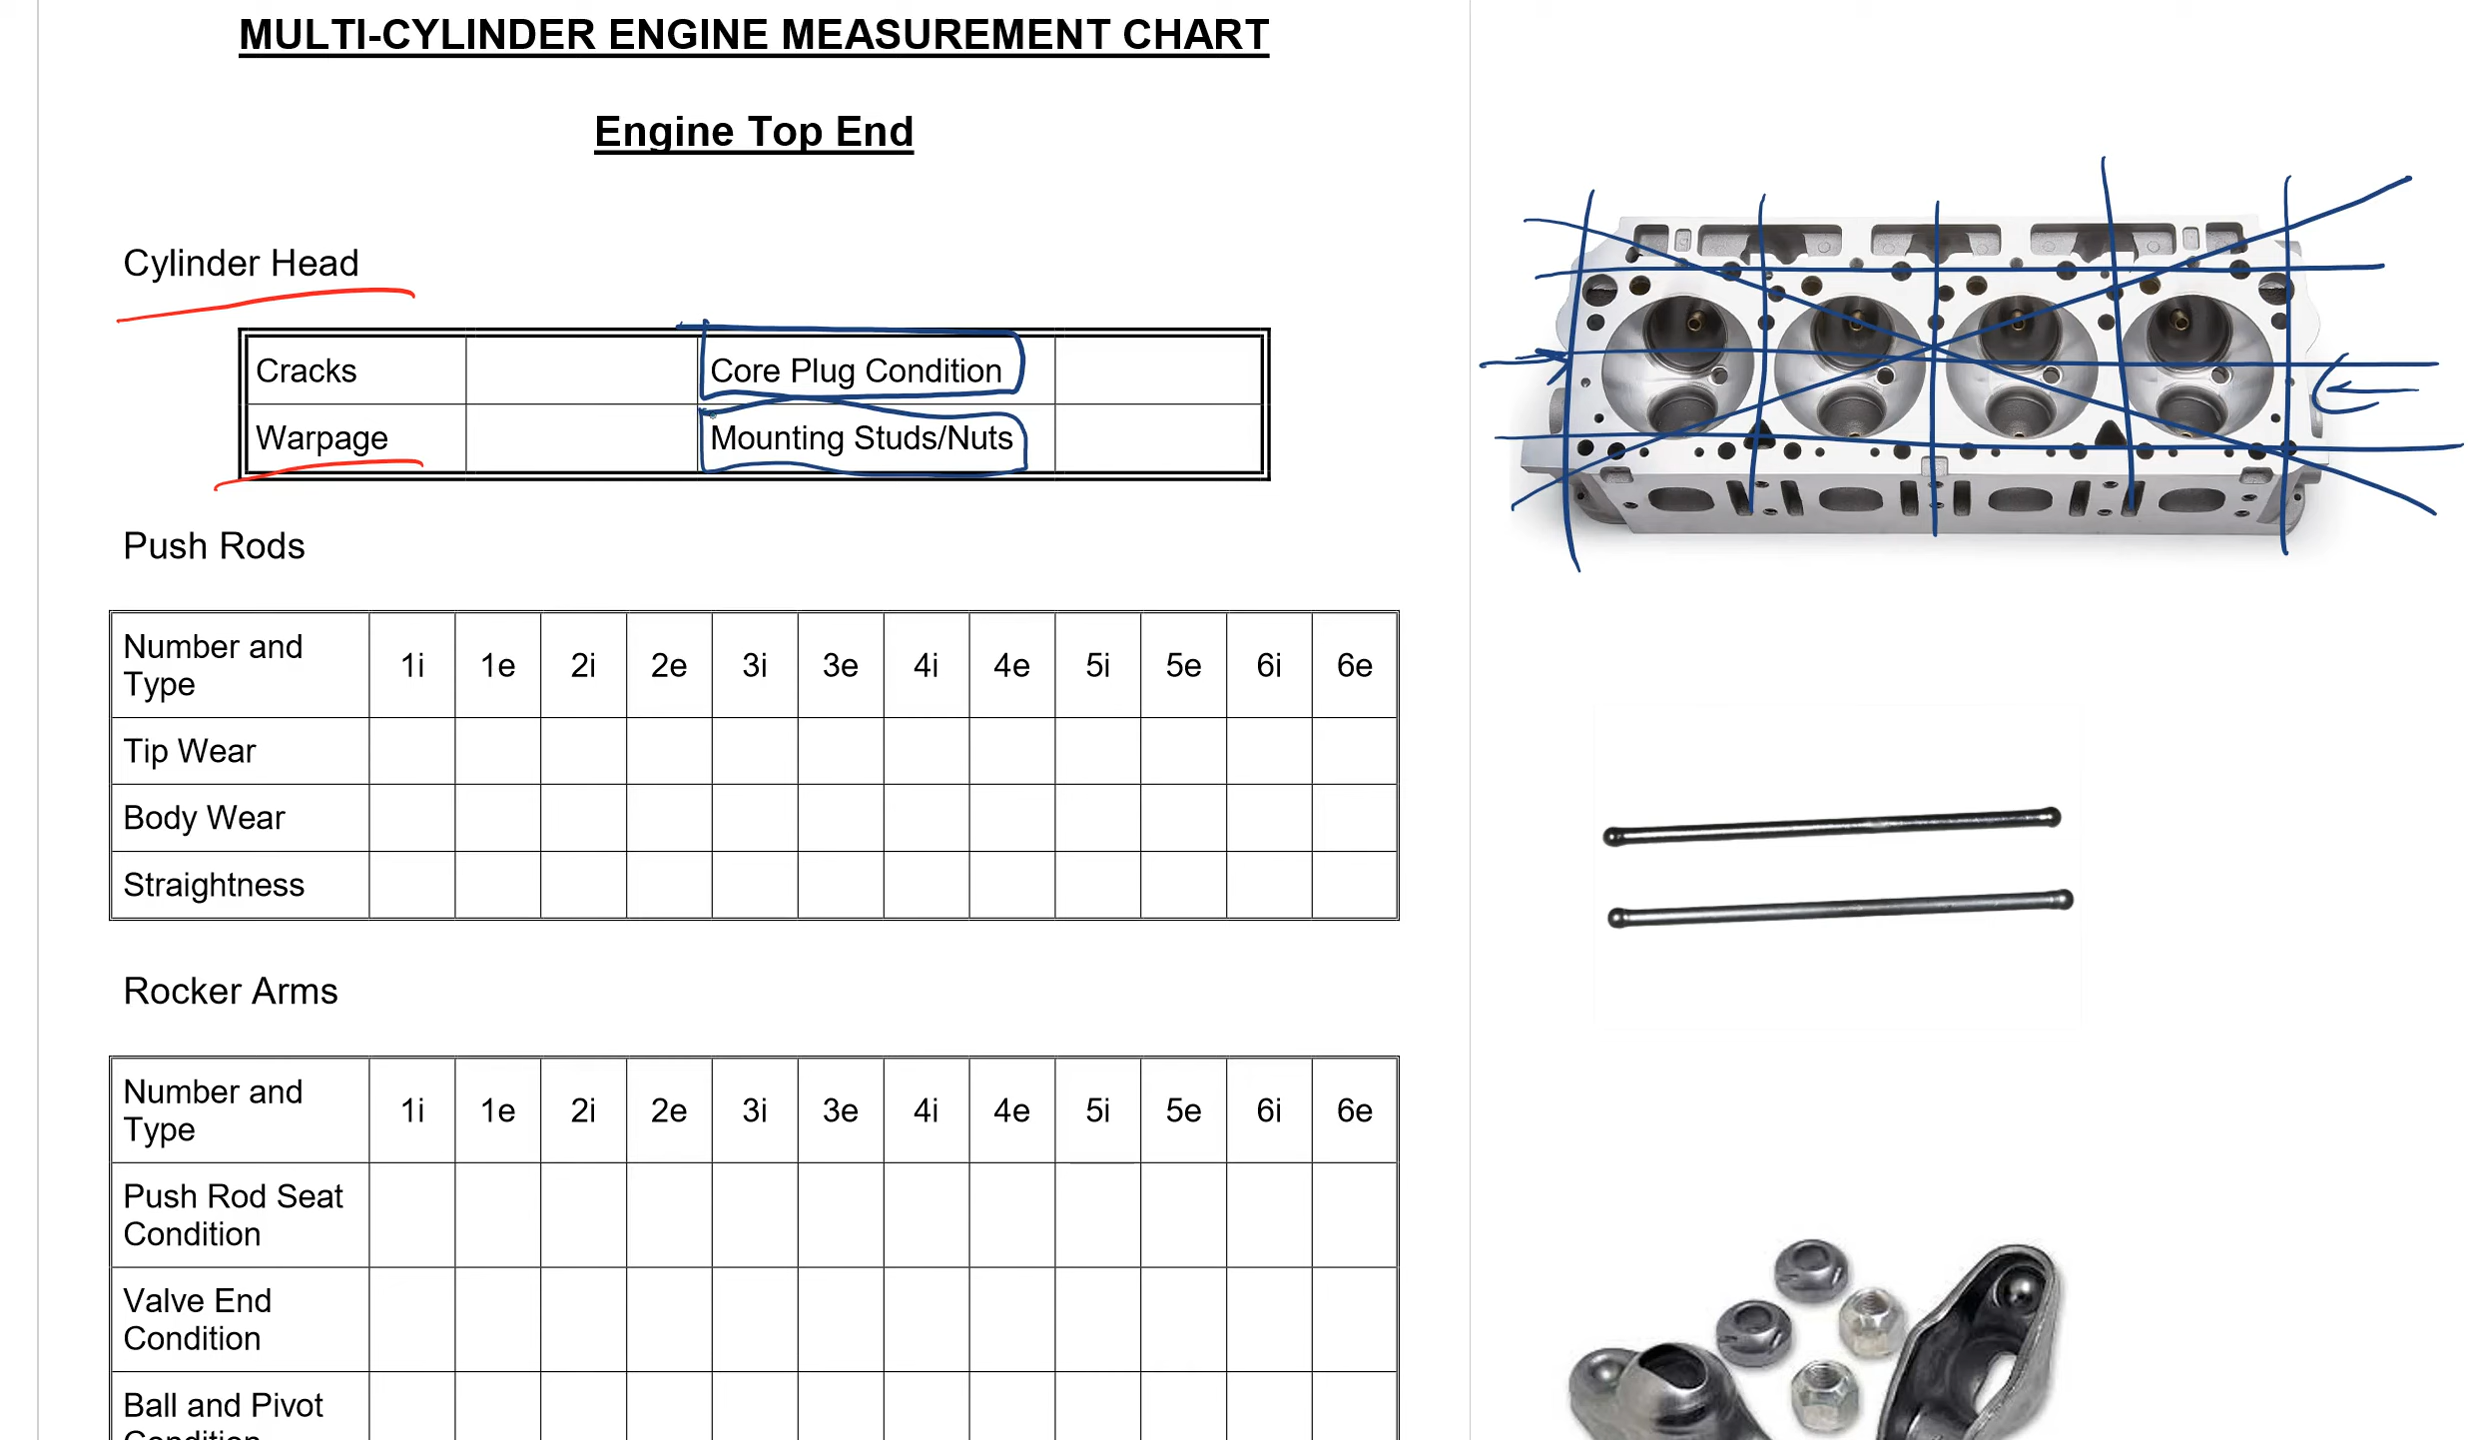 MULTI-CYLINDER ENGINE MEASUREMENT CHART
Engine Top End
Cylinder Head
Cracks Core Plug Condition
Warpage Mounting Studs/Nuts
Push Rods
Number and
Type 1i 1e 2i 2e 3i 3e 4i 4e 5i 5e 6i 6e
Tip Wear
Body Wear
Straightness
Rocker Arms
Number and
Type 1i 1e 2i 2e 3i 3e 4i 4e 5i 5e 6i 6e
Push Rod Seat
Condition
Valve End
Condition
Ball and Pivot
Condition